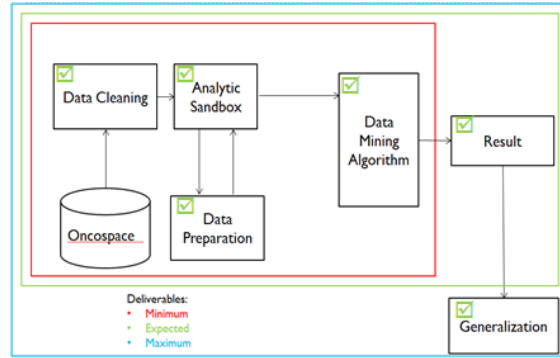 Data Cleaning
Analytic
Sandbox
Data
Mining
Algorithm
Result
Oncospace
Data
Preparation
Generalization
Deliverables:
• Minimum
• Expected
• Maximum